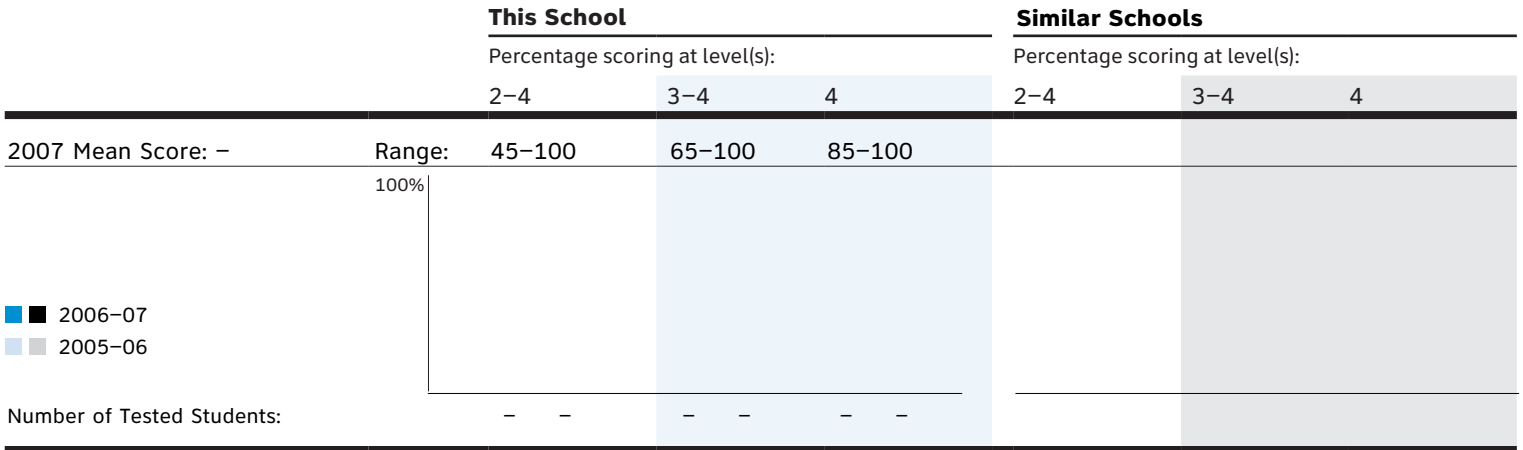 This School Similar Schools
Percentage scoring at level(s): Percentage scoring at level(s):
2–4 3–4 4 2–4 3–4 4
2007 Mean Score: – Range: 45–100 65–100 85–100
100%
2006–07
2005–06
Number of Tested Students: – – – – – –